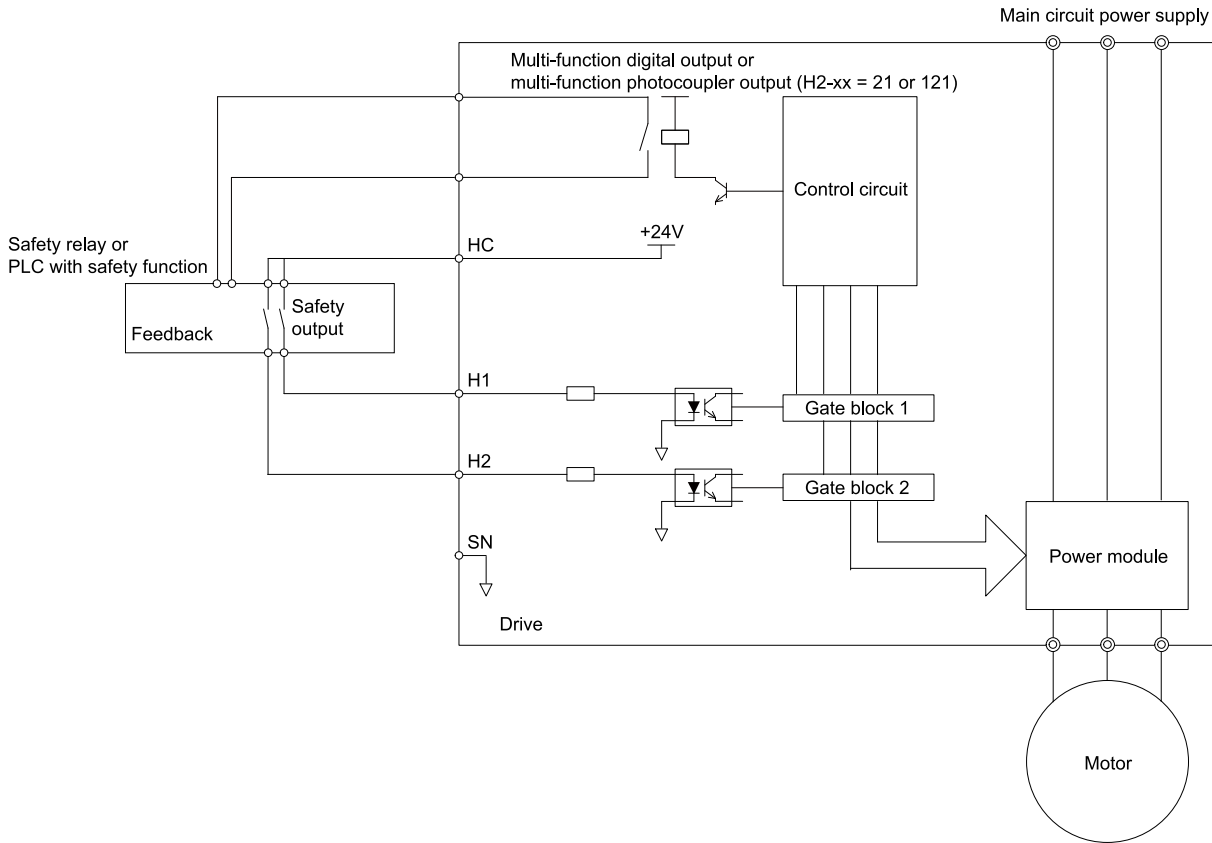 Main circuit power supply
Multi-function digital output or
multi-function photocoupler output (H2-xx = 21 or 121)
Control circuit
+24V
HC
Safety relay or
PLC with safety function
Safety
output
Feedback
H1
Gate block 1
H2
Gate block 2
SN
Power module
Drive
Motor